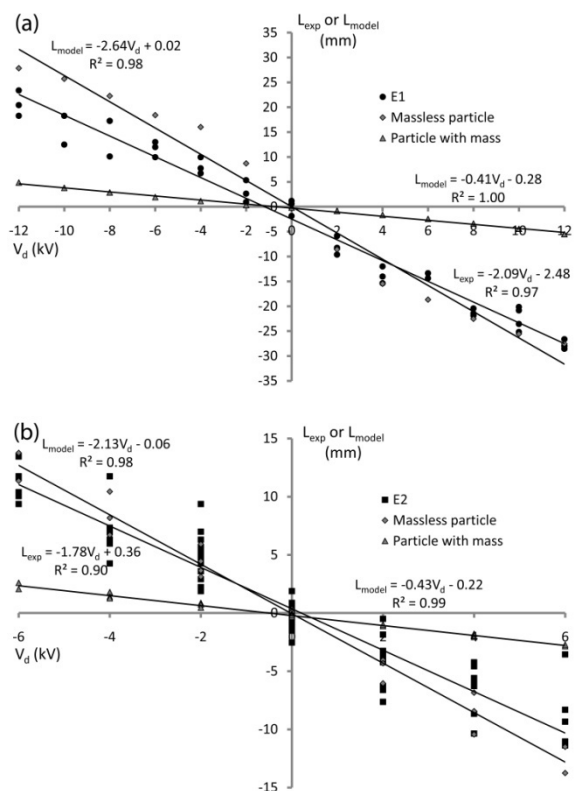 (a)
L_exp or L_model
(mm)
L_model = -2.64V_d + 0.02
R² = 0.98
35
30
25
20
15
10
5
0
-5
-10
-15
-20
-25
-30
-35
E1
Massless particle
Particle with mass
L_model = -0.41V_d - 0.28
R² = 1.00
-12 -10 -8 -6 -4 -2 0 2 4 6 8 10 12
V_d (kV)
L_exp = -2.09V_d - 2.48
R² = 0.97
(b)
L_exp or L_model
(mm)
L_model = -2.13V_d - 0.06
R² = 0.98
15
10
5
0
-5
-10
-15
E2
Massless particle
Particle with mass
L_exp = -1.78V_d + 0.36
R² = 0.90
L_model = -0.43V_d - 0.22
R² = 0.99
-6 -4 -2 0 2 4 6
V_d (kV)